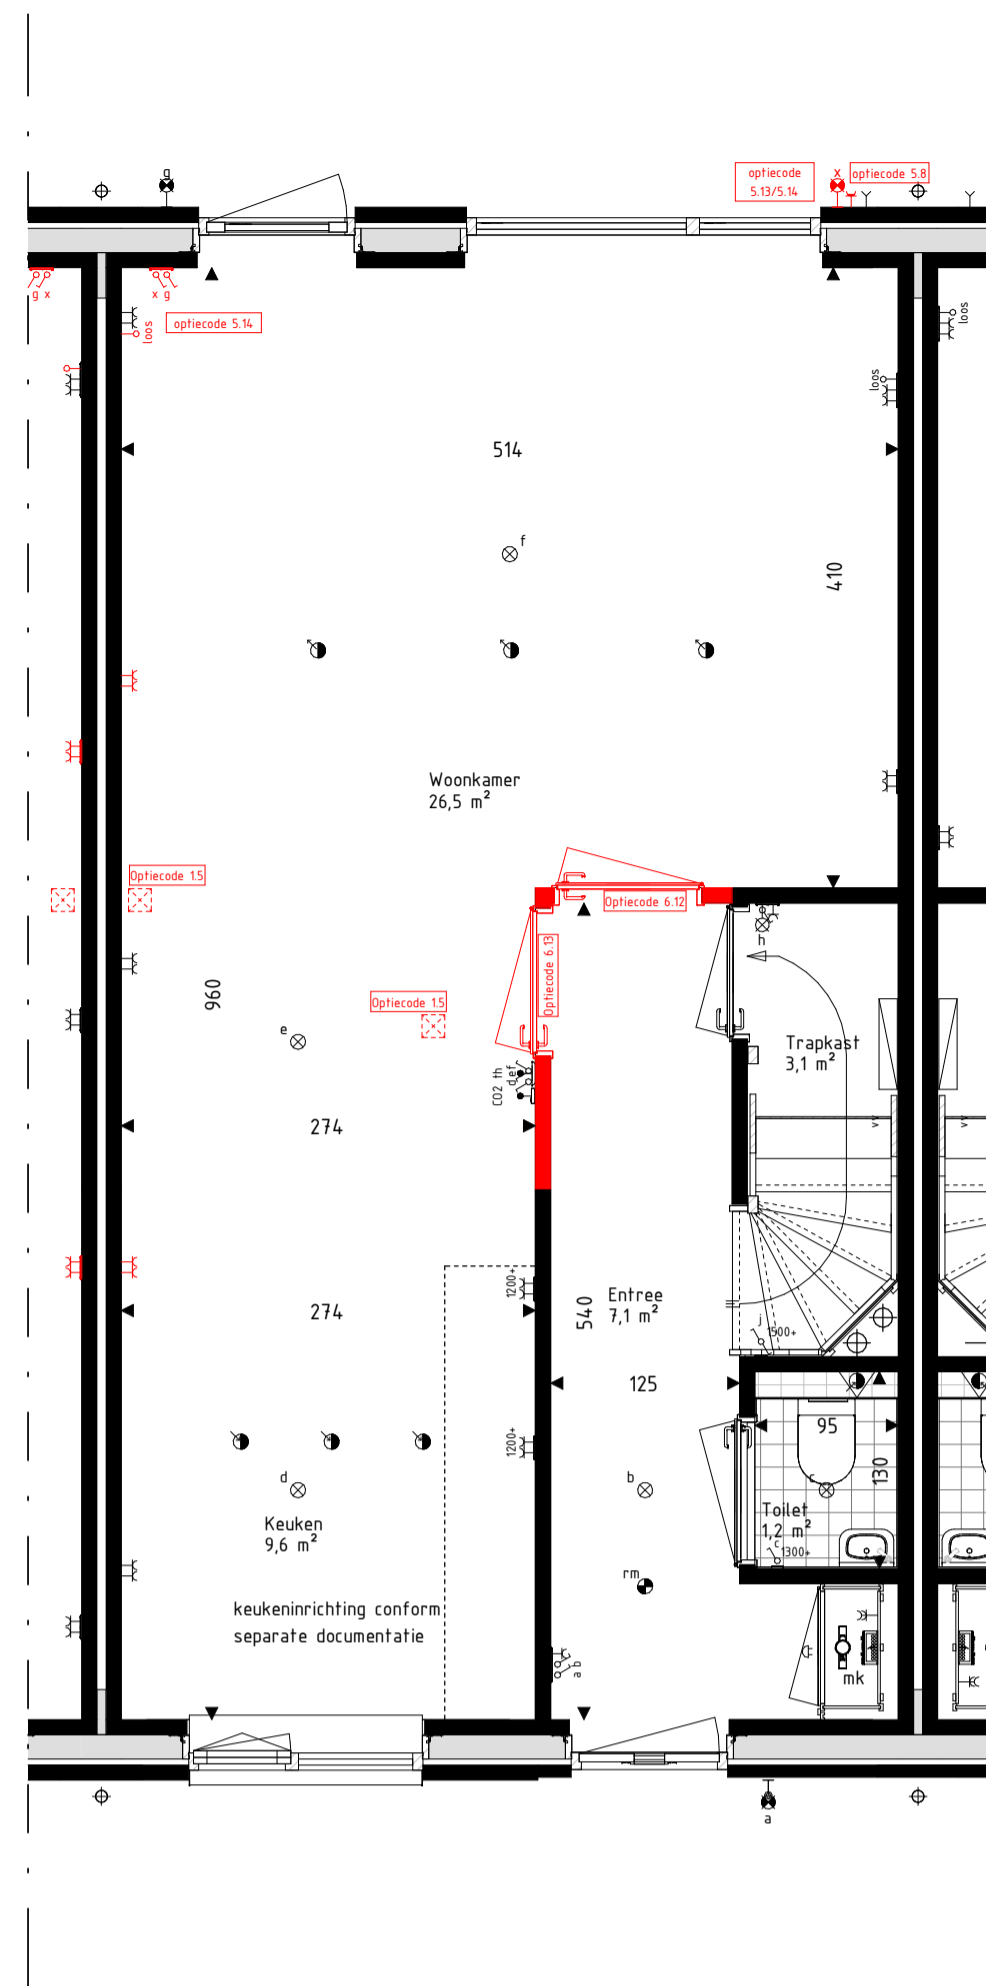 g
optiecode
5.13/5.14
x
optiecode 5.8
g x
x g
optiecode 5.14
loos
loos
loos
514
f
410
Woonkamer
26,5 m²
Optiecode 1.5
Optiecode 6.12
Optiecode 6.13
h
960
Optiecode 1.5
e
Trapkast
3,1 m²
CO2 th
d e f
274
vv
vv
1200+
274
540
Entree
7,1 m²
j
1500+
125
95
1200+
130
d
b
c
Keuken
9,6 m²
Toilet
1,2 m²
c
1300+
rm
keukeninrichting conform
separate documentatie
a b
mk
a